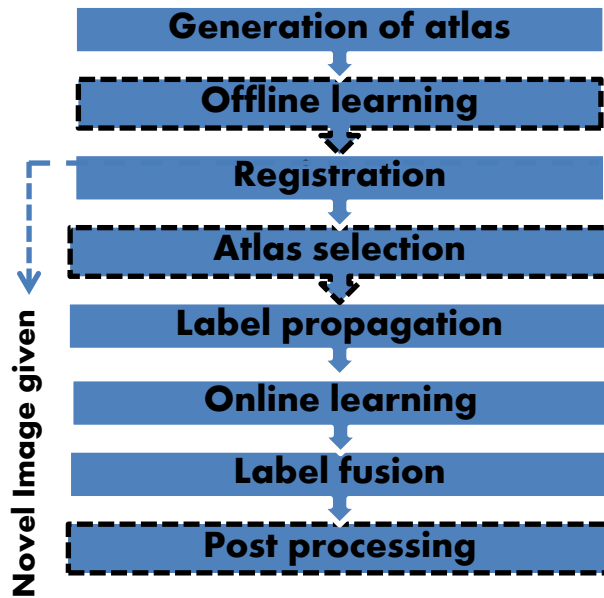 Generation of atlas
Offline learning
Registration
Atlas selection
Label propagation
Online learning
Label fusion
Post processing
Novel Image given